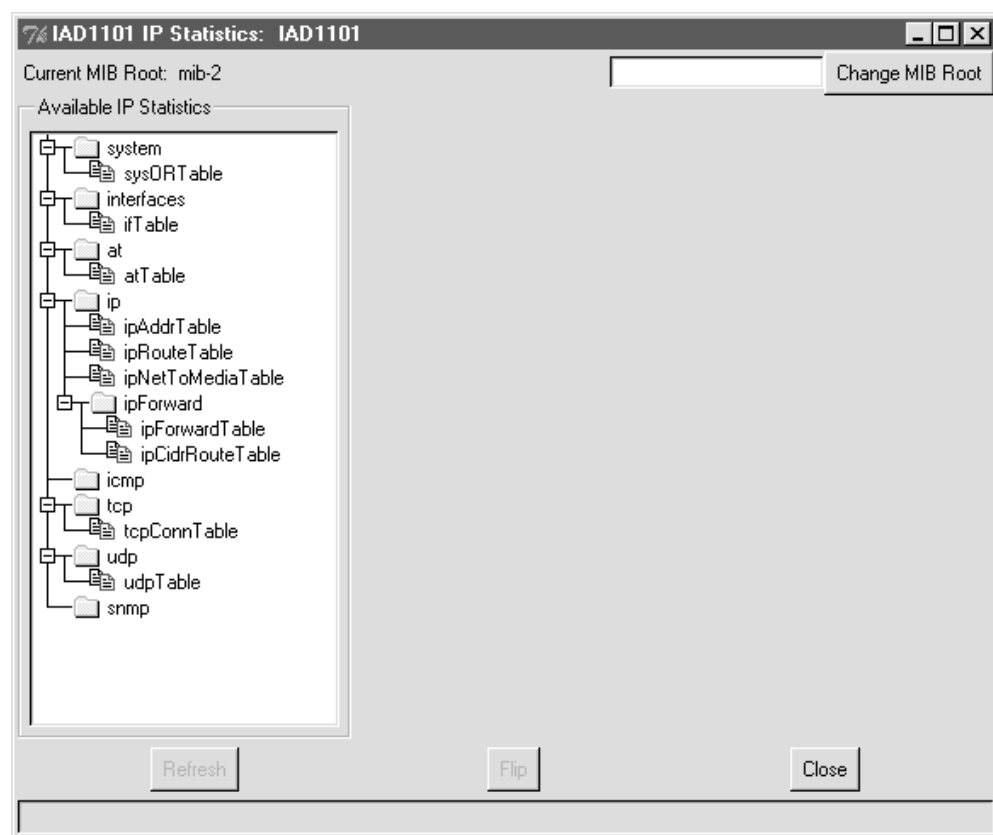 IAD1101 IP Statistics: IAD1101
Current MIB Root: mib-2
Change MIB Root
Available IP Statistics
system
sysORTable
interfaces
ifTable
at
atTable
ip
ipAddrTable
ipRouteTable
ipNetToMediaTable
ipForward
ipForwardTable
ipCidrRouteTable
icmp
tcp
tcpConnTable
udp
udpTable
snmp
Refresh
Flip
Close